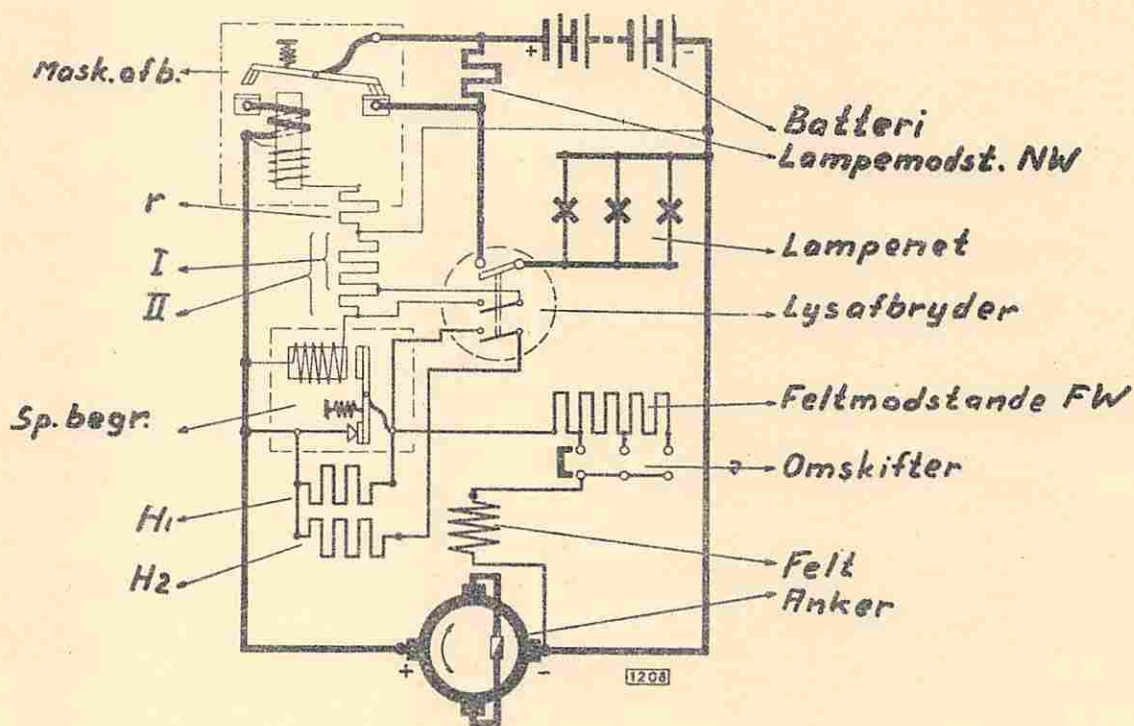 Mask. afb.
r
I
II
Sp. begr.
H1
H2
+
-
Batteri
Lampemodst. NW
Lampenet
Lysafbryder
Feltmodstande FW
Omskifter
Felt
Anker
+
-
1208